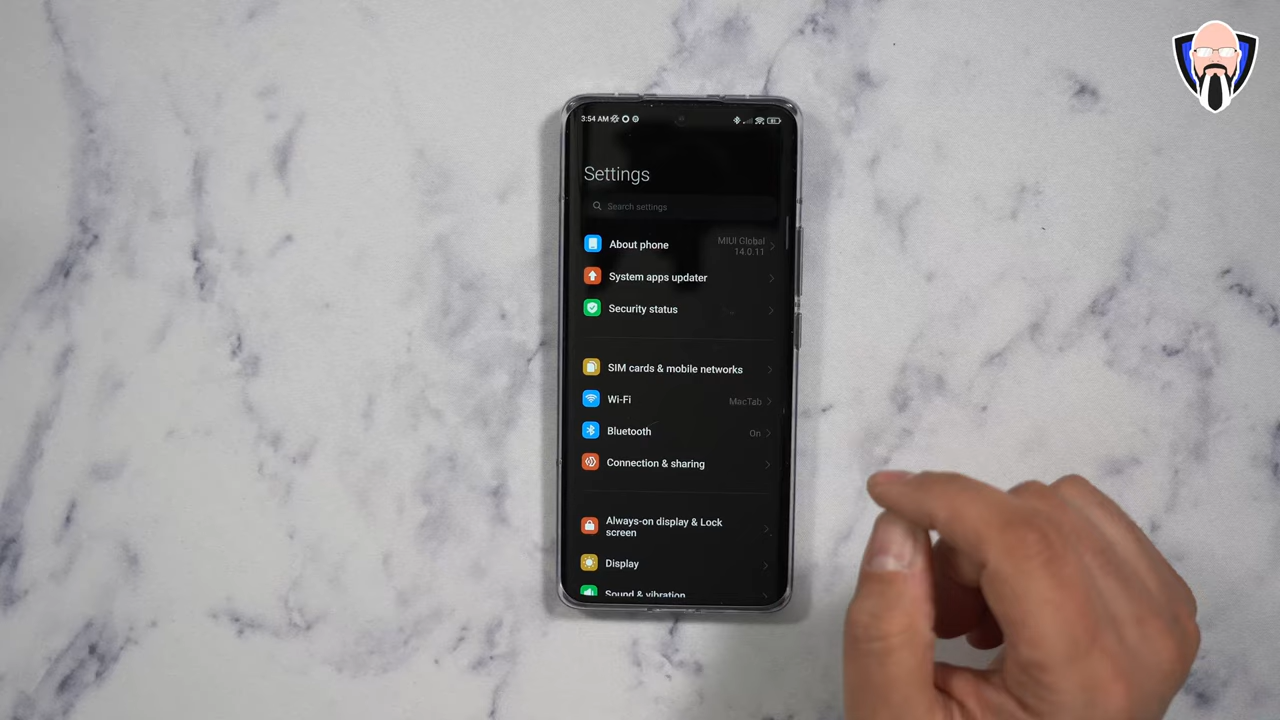 3:54 AM
81
Settings
Search settings
About phone
MIUI Global
14.0.11
System apps updater
Security status
SIM cards & mobile networks
Wi-Fi
MacTab
Bluetooth
On
Connection & sharing
Always-on display & Lock
screen
Display
Sound & vibration